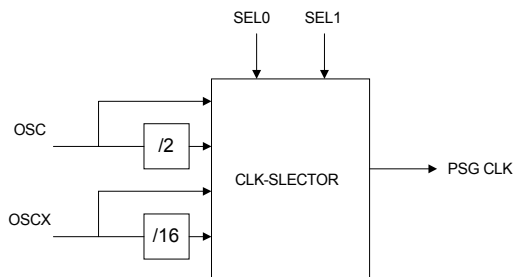 SEL0 SEL1
OSC
/2
CLK-SLECTOR
PSG CLK
OSCX
/16